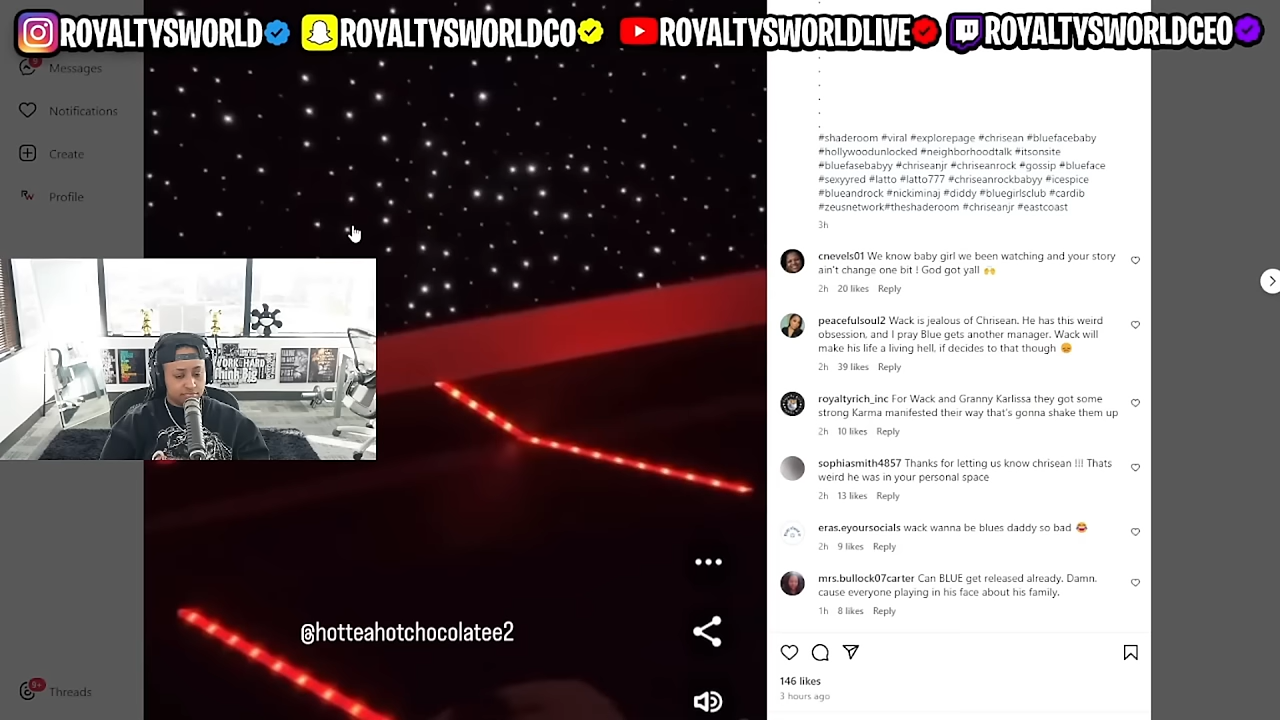 ROYALTYSWORLD ROYALTYSWORLDCO ROYALTYSWORLDLIVE ROYALTYSWORLDCEO
Messages
Notifications
Create
Profile
9+ Threads
WORK HARD
@hotteahotchocolatee2
.
.
.
.
.
.
#shaderoom #viral #explorepage #chrisean #bluefacebaby
#hollywoodunlocked #neighborhoodtalk #itsonsite
#bluefasebabyy #chriseanjr #chriseanrock #gossip #blueface
#sexyyred #latto #latto777 #chriseanrockbabyy #icespice
#blueandrock #nickiminaj #diddy #bluegirlsclub #cardib
#zeusnetwork#theshaderoom #chriseanjr #eastcoast
3h
cnevels01 We know baby girl we been watching and your story
ain't change one bit ! God got yall 🙌
2h 20 likes Reply
peacefulsoul2 Wack is jealous of Chrisean. He has this weird
obsession, and I pray Blue gets another manager. Wack will
make his life a living hell, if decides to that though
2h 39 likes Reply
royaltyrich_inc For Wack and Granny Karlissa they got some
strong Karma manifested their way that's gonna shake them up
2h 10 likes Reply
sophiasmith4857 Thanks for letting us know chrisean !!! Thats
weird he was in your personal space
2h 13 likes Reply
eras.eyoursocials wack wanna be blues daddy so bad 😂
2h 9 likes Reply
mrs.bullock07carter Can BLUE get released already. Damn.
cause everyone playing in his face about his family.
1h 8 likes Reply
146 likes
3 hours ago